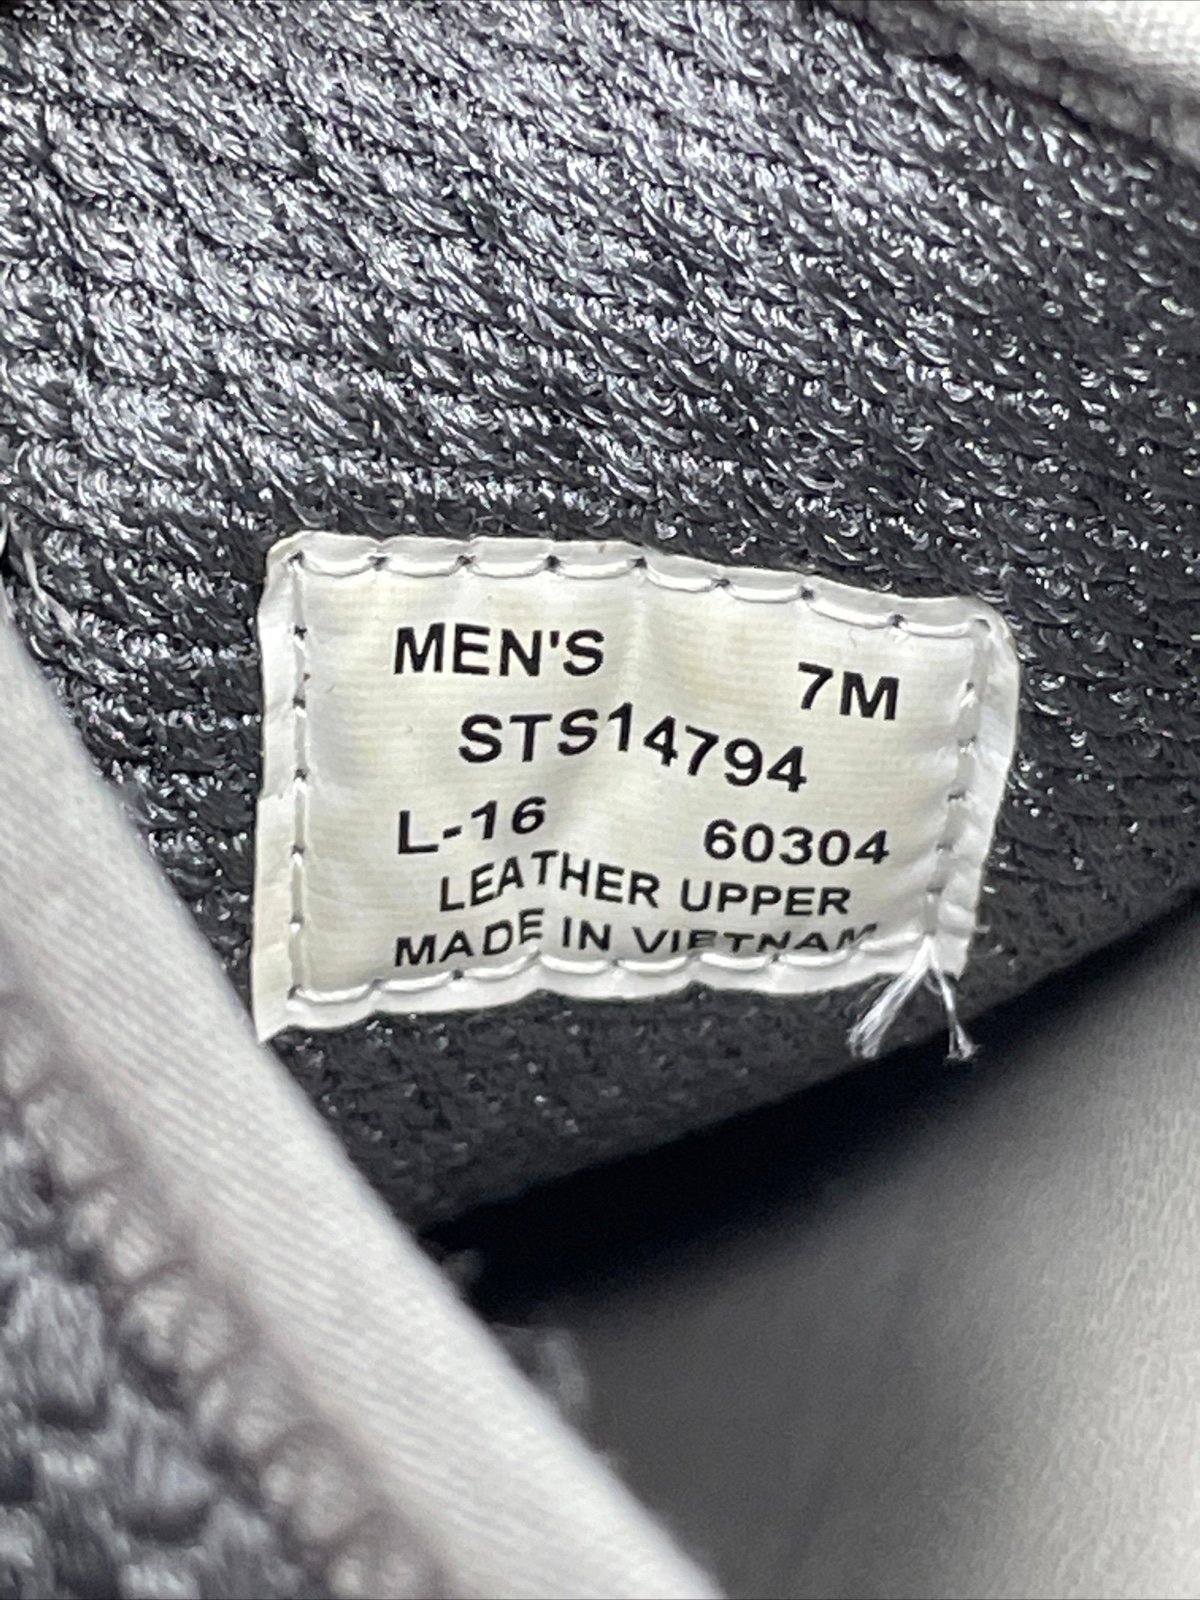 MEN'S 7M
STS14794
L-16 60304
LEATHER UPPER
MADE IN VIETNAM